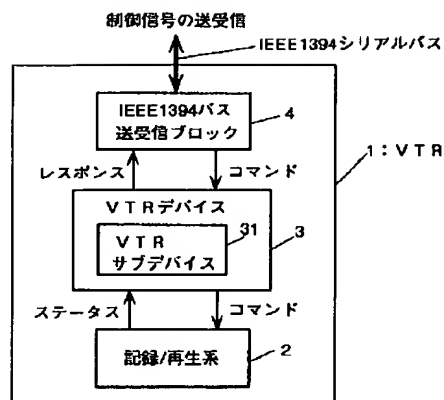 制御信号の送受信
IEEE1394シリアルバス
IEEE1394バス
送受信ブロック
4
1：VTR
レスポンス
コマンド
VTRデバイス
31
VTR
サブデバイス
3
ステータス
コマンド
記録/再生系
2